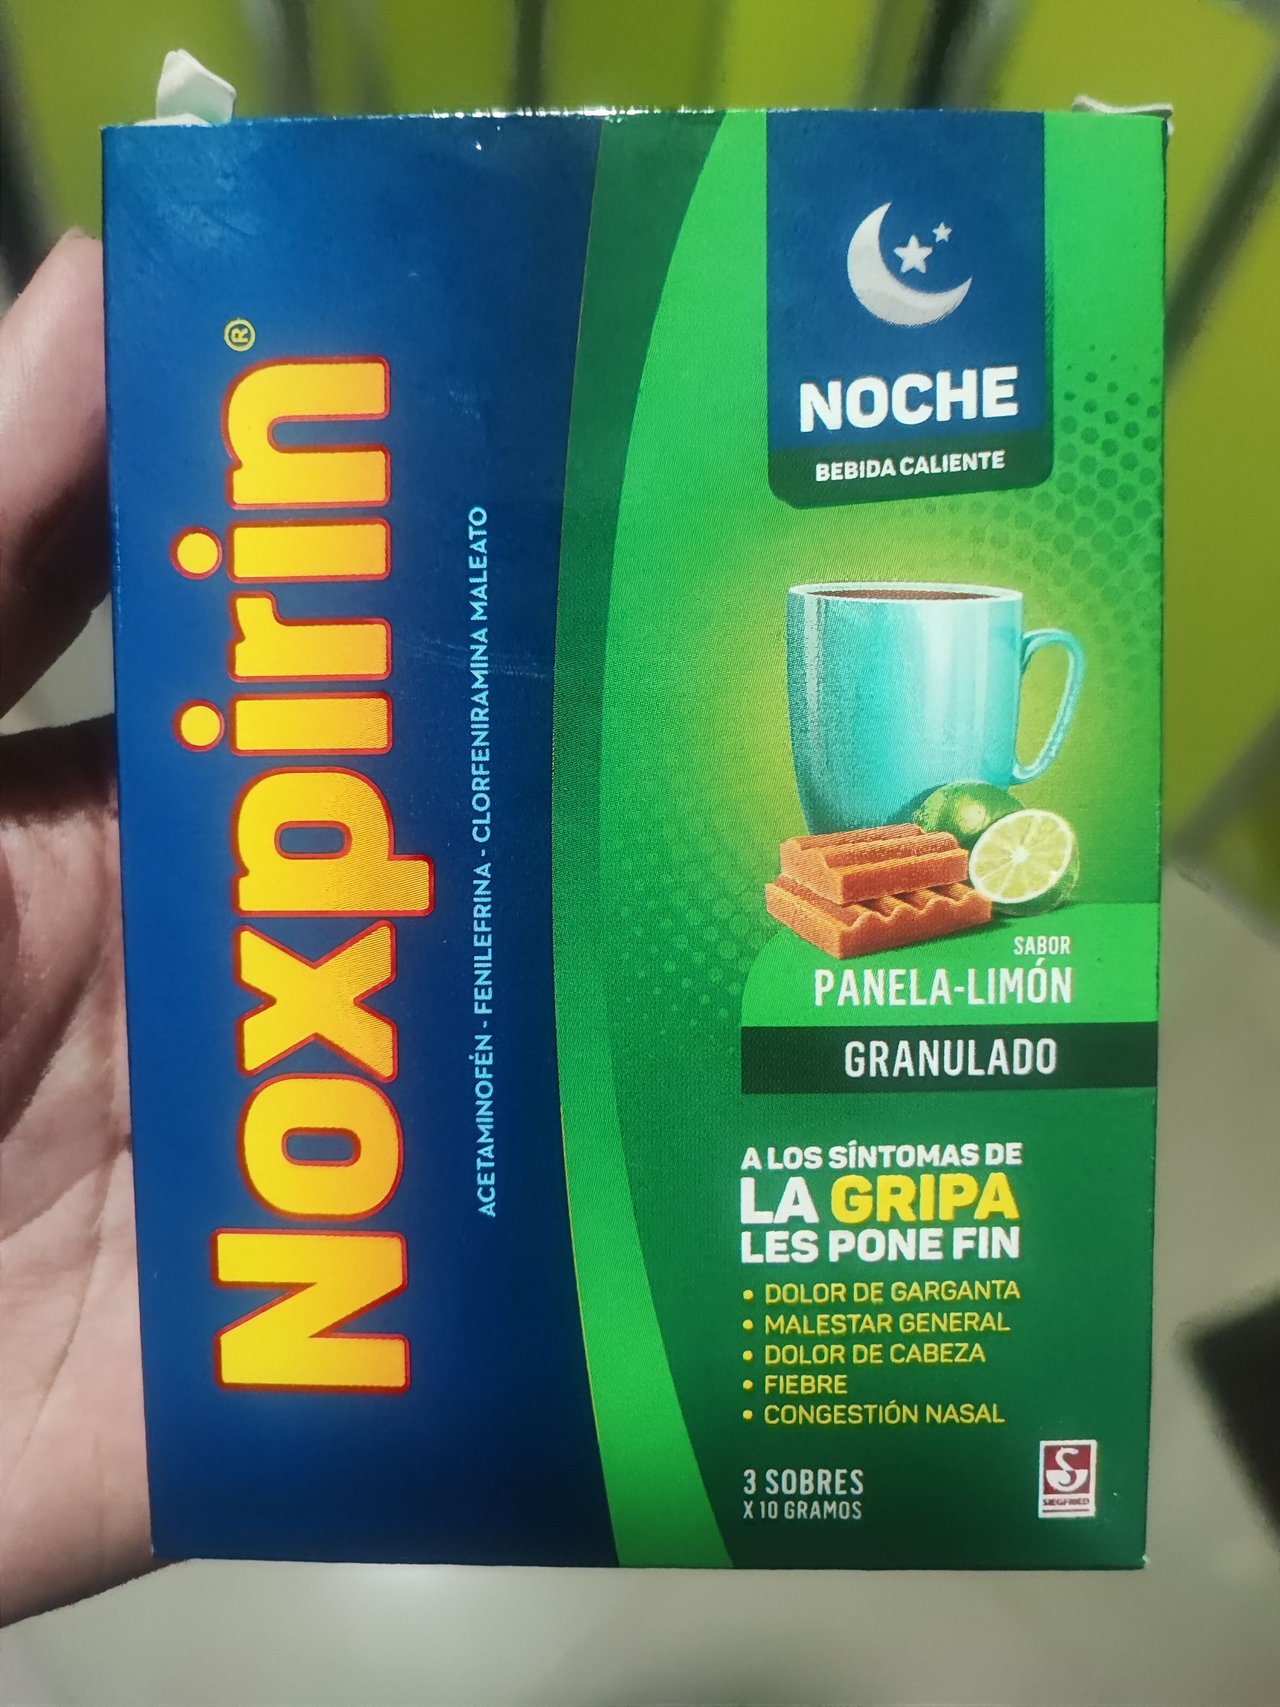 Noxpirin®
ACETAMINOFÉN - FENILEFRINA - CLORFENIRAMINA MALEATO
NOCHE
BEBIDA CALIENTE
SABOR
PANELA-LIMÓN
GRANULADO
A LOS SÍNTOMAS DE
LA GRIPA
LES PONE FIN
• DOLOR DE GARGANTA
• MALESTAR GENERAL
• DOLOR DE CABEZA
• FIEBRE
• CONGESTIÓN NASAL
3 SOBRES
X 10 GRAMOS
SIEGFRIED